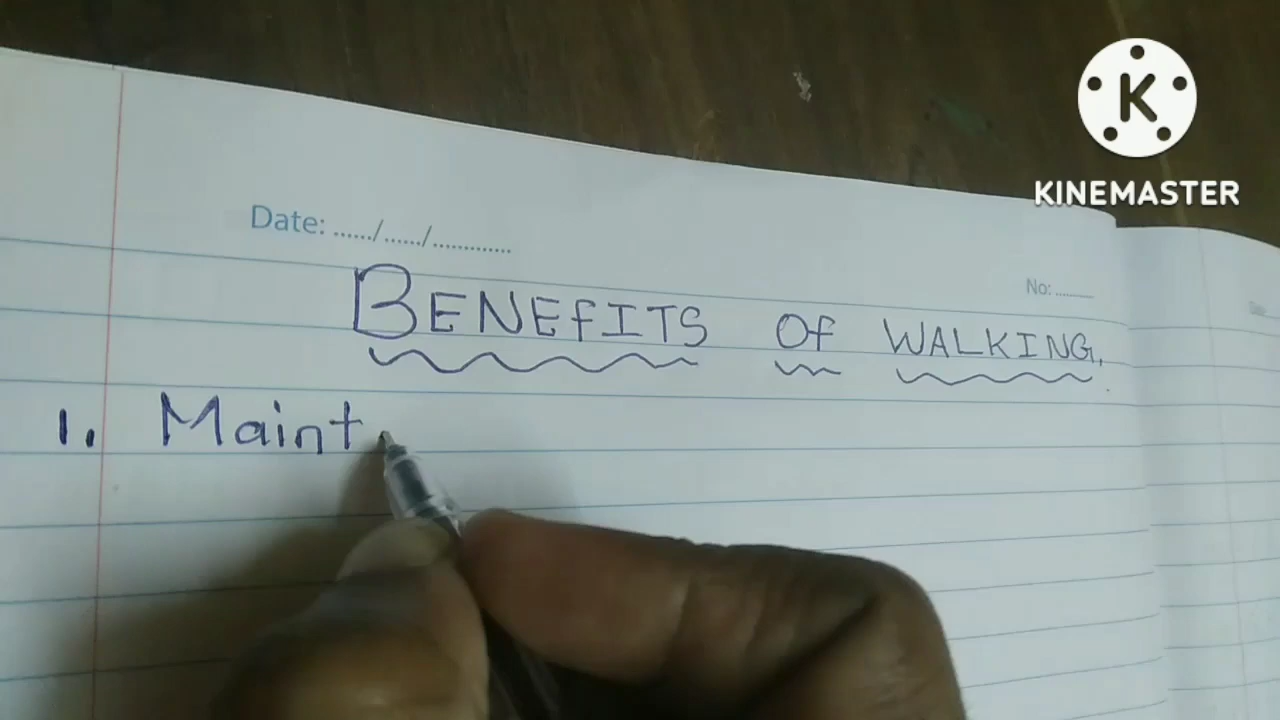 K
KINEMASTER
Date: ....../....../............
No: .........
BENEfITS Of WALKING.
1. Maint